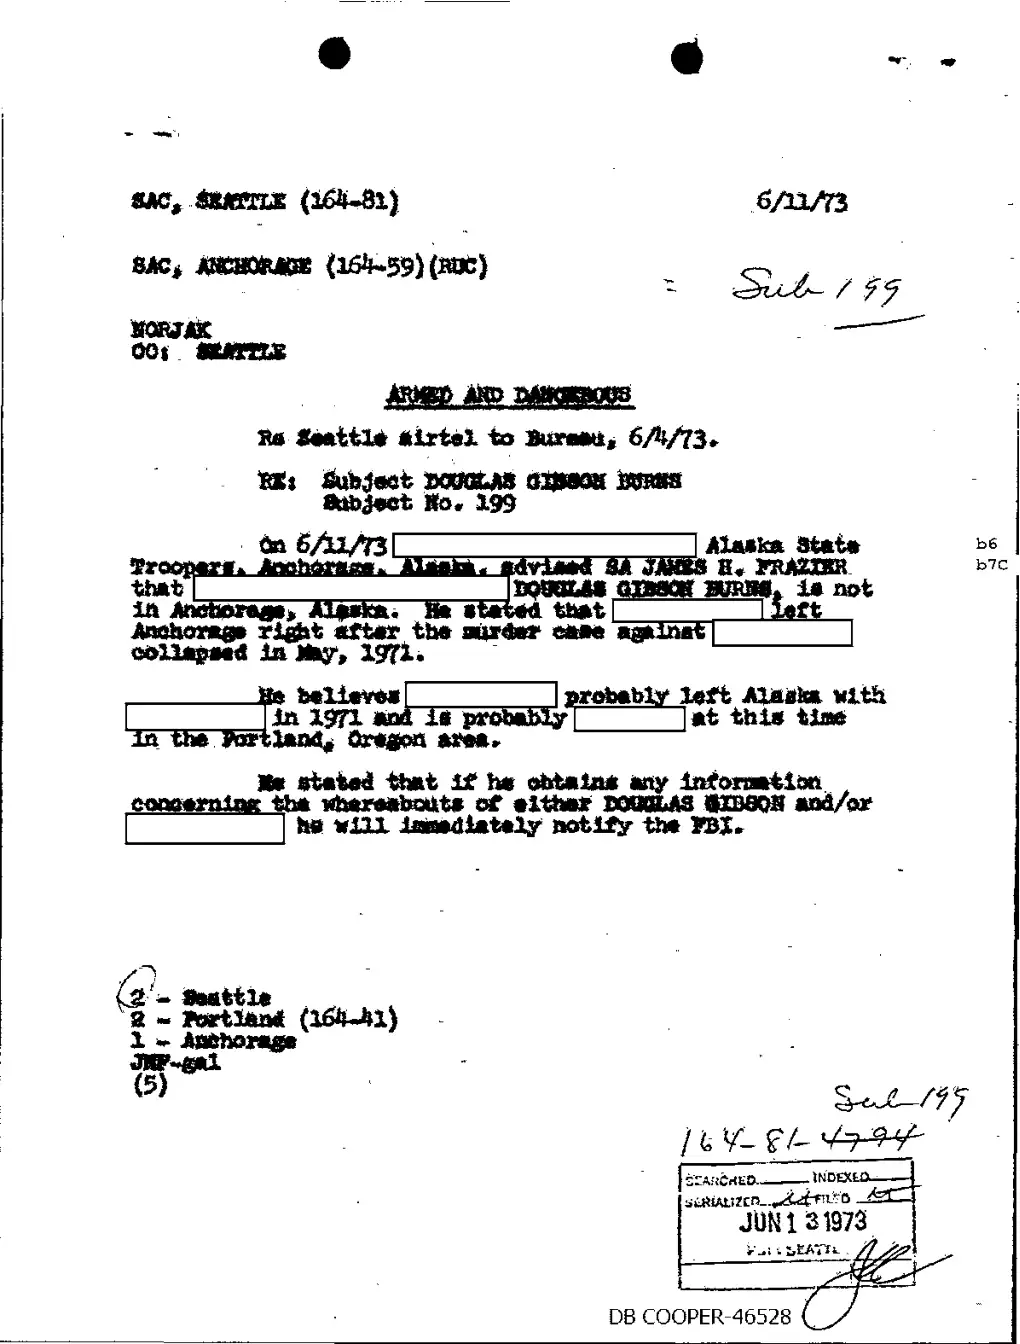 SAC, SEATTLE (164-81) 6/11/73
SAC, ANCHORAGE (164-59)(RUC)
Sub 199
NORJAK
OO: SEATTLE
ARMED AND DANGEROUS
Re Seattle airtel to Bureau, 6/4/73.
RE: Subject DOUGLAS GIBSON BURNS
Subject No. 199
On 6/11/73 Alaska State
b6
Troopers, Anchorage, Alaska, advised SA JAMES H. FRAZIER
b7C
that DOUGLAS GIBSON BURNS, is not
in Anchorage, Alaska. He stated that left
Anchorage right after the murder case against
collapsed in May, 1971.
He believes probably left Alaska with
in 1971 and is probably at this time
in the Portland, Oregon area.
He stated that if he obtains any information
concerning the whereabouts of either DOUGLAS GIBSON and/or
he will immediately notify the FBI.
2 - Seattle
2 - Portland (164-41)
1 - Anchorage
JHF-gal
(5)
Sub 199
164-81-4794
SEARCHED INDEXED
SERIALIZED FILED
JUN 13 1973
FBI SEATTLE
DB COOPER-46528